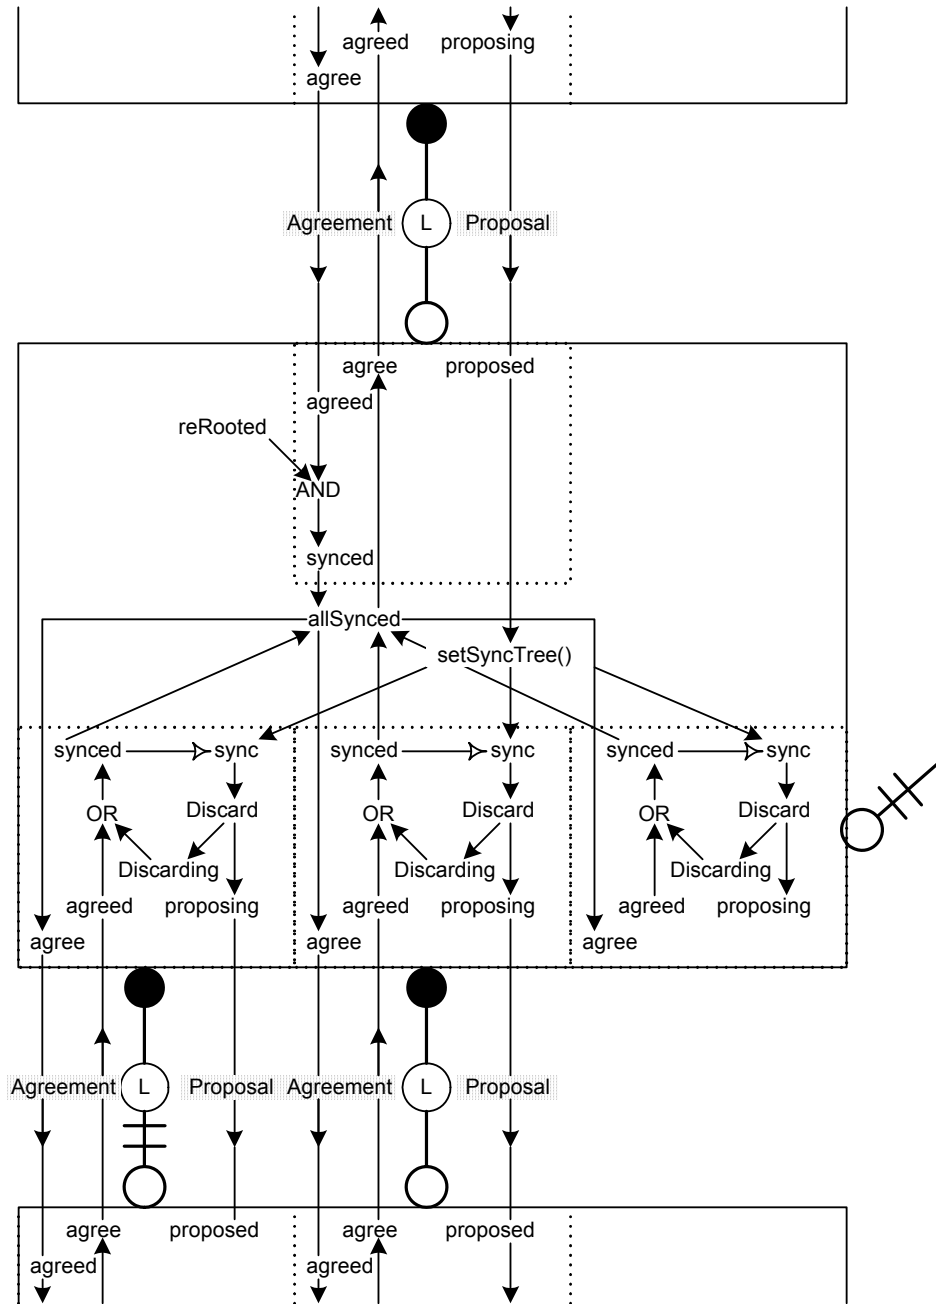 agreed proposing
agree
Agreement L Proposal
agree proposed
agreed
reRooted
AND
synced
allSynced
setSyncTree()
synced sync synced sync synced sync
OR Discard OR Discard OR Discard
Discarding Discarding Discarding
agreed proposing agreed proposing agreed proposing
agree agree agree
Agreement L Proposal Agreement L Proposal
agree proposed agree proposed
agreed agreed